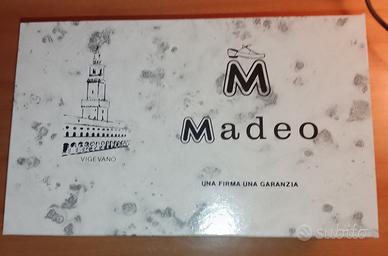 M
Madeo
VIGEVANO
UNA FIRMA UNA GARANZIA
subito